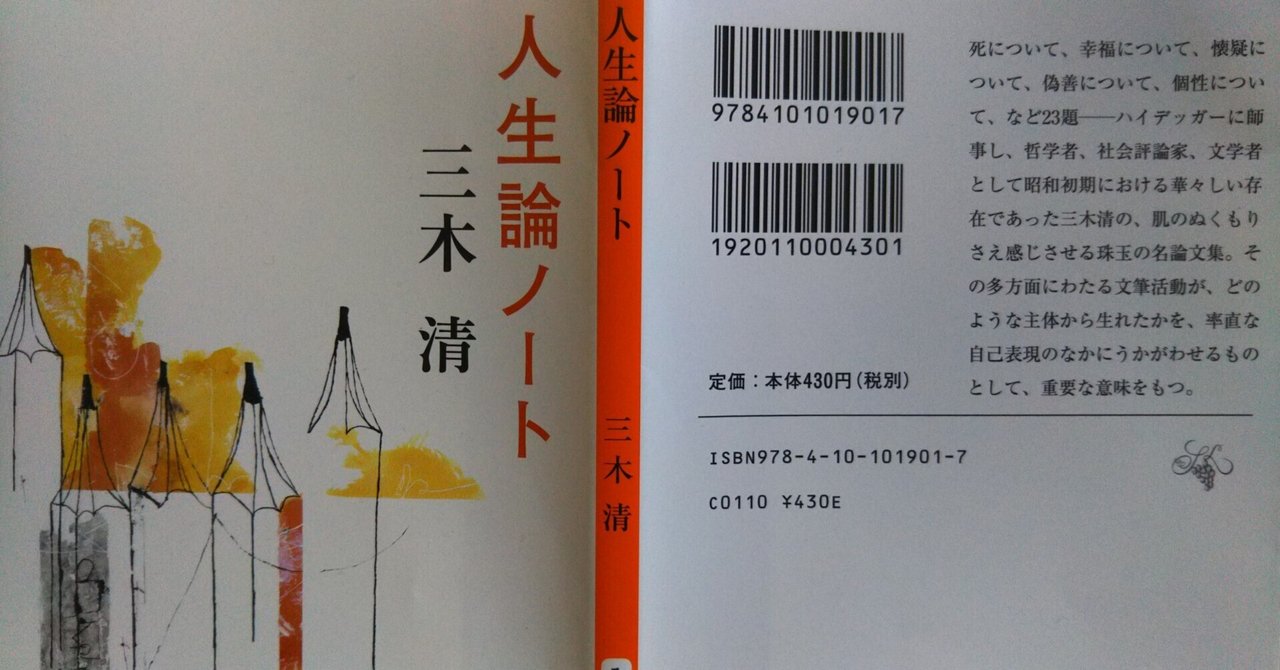 人生論ノート
三木 清
人生論ノート
三木 清
9784101019017
1920110004301
定価：本体430円（税別）
死について、幸福について、懐疑に
ついて、偽善について、個性につい
て、など23題──ハイデッガーに師
事し、哲学者、社会評論家、文学者
として昭和初期における華々しい存
在であった三木清の、肌のぬくもり
さえ感じさせる珠玉の名論文集。そ
の多方面にわたる文筆活動が、どの
ような主体から生れたかを、率直な
自己表現のなかにうかがわせるもの
として、重要な意味をもつ。
ISBN978-4-10-101901-7
C0110 ¥430E